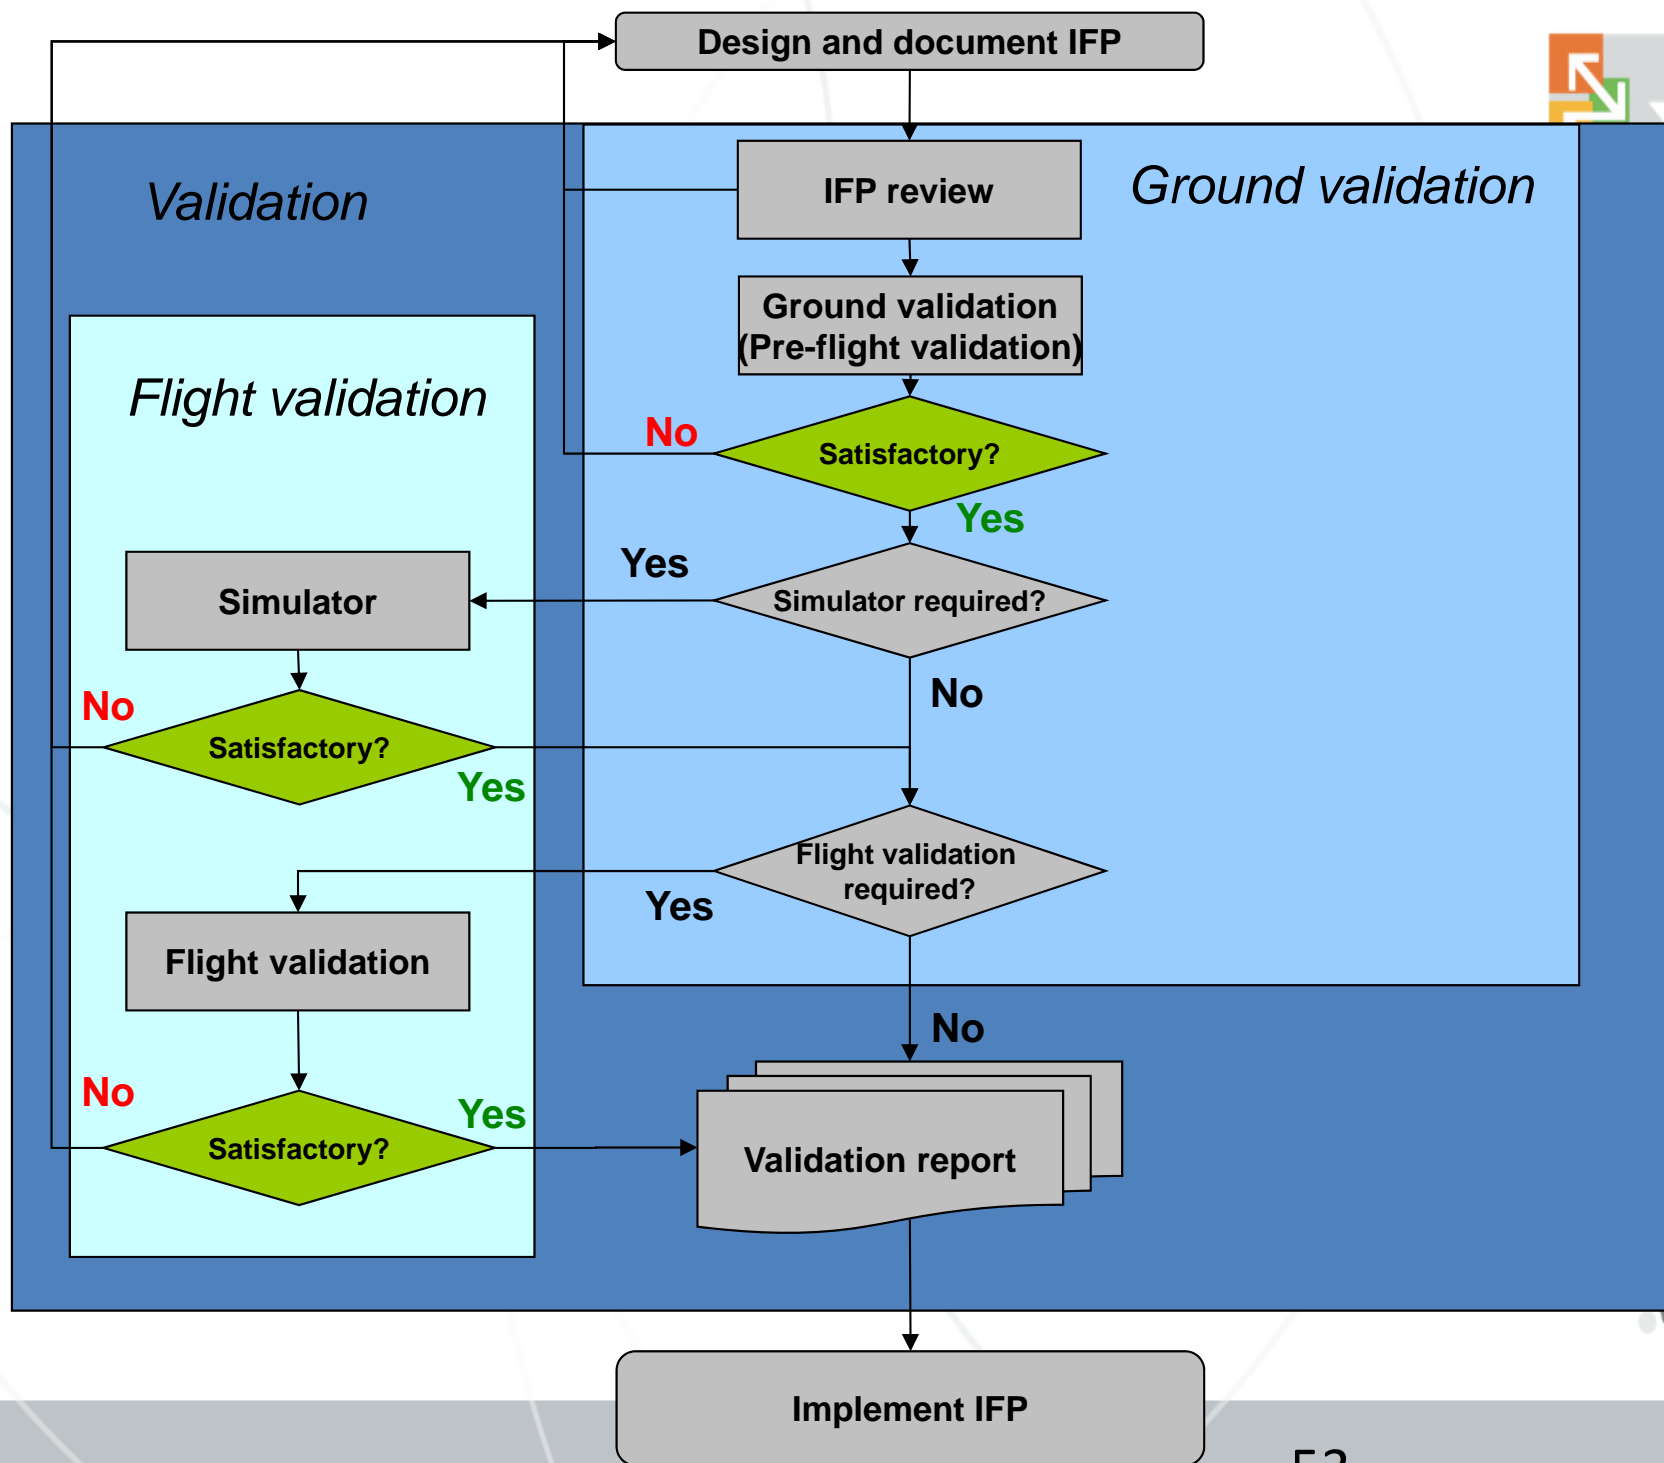 Design and document IFP
Validation
Ground validation
IFP review
Ground validation
(Pre-flight validation)
Flight validation
No
Satisfactory?
Yes
Yes
Simulator
Simulator required?
No
No
Satisfactory?
Yes
Flight validation
required?
Yes
Flight validation
No
No
Yes
Satisfactory?
Validation report
Implement IFP